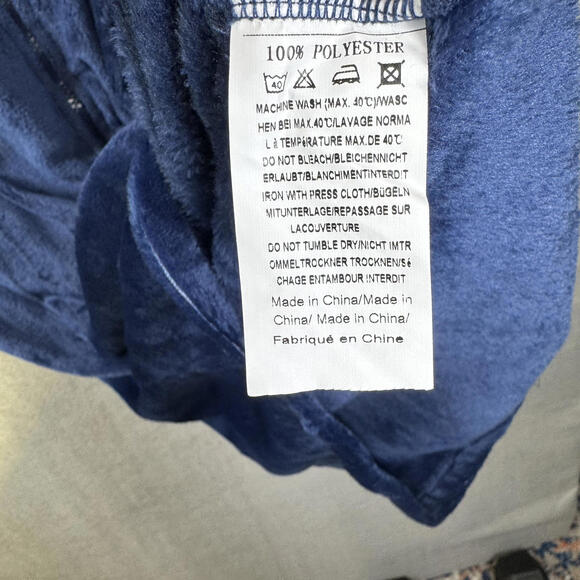 100% POLYESTER
40
MACHINE WASH (MAX. 40℃)/WASC
HEN BEI MAX.40℃/LAVAGE NORMA
L à TEMPéRATURE MAX.DE 40℃
DO NOT BLEACH/BLEICHENNICHT
ERLAUBT/BLANCHIMENTINTERDIT
IRON WITH PRESS CLOTH/BüGELN
MITUNTERLAGE/REPASSAGE SUR
LACOUVERTURE
DO NOT TUMBLE DRY/NICHT IMTR
OMMELTROCKNER TROCKNEN/Sé
CHAGE ENTAMBOUR INTERDIT
Made in China/Made in
China/ Made in China/
Fabriqué en Chine